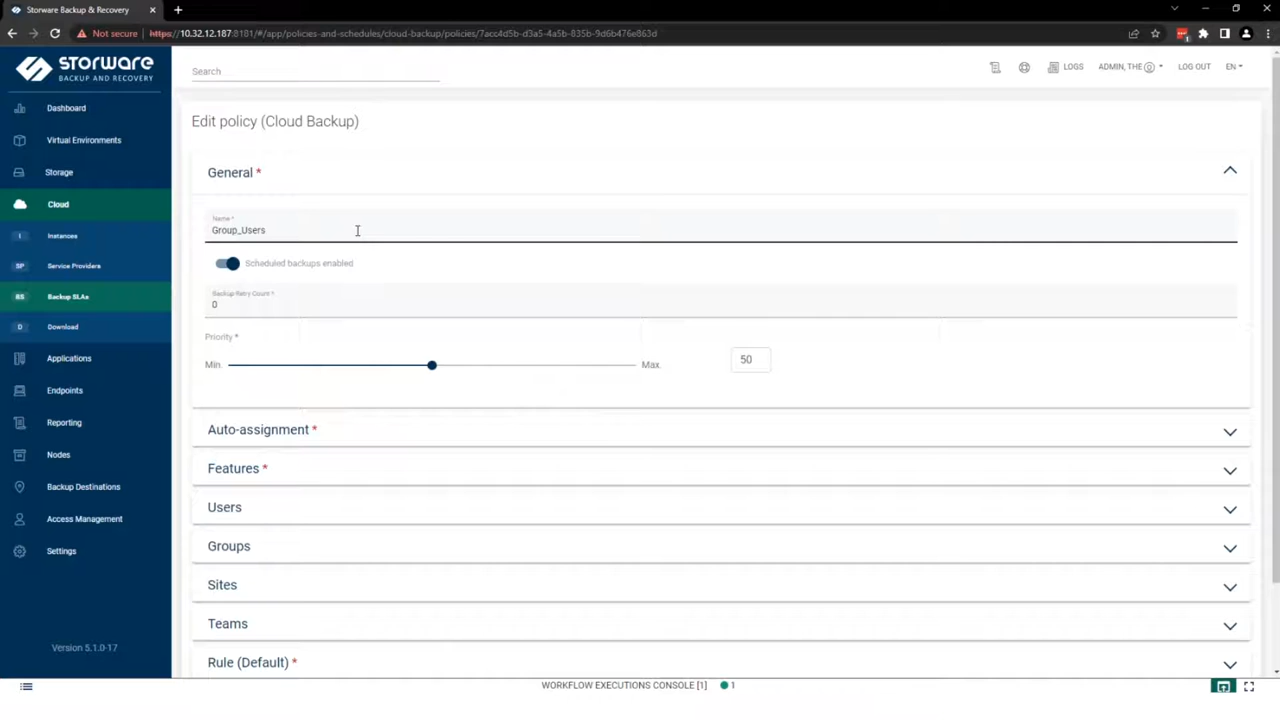 Storware Backup & Recovery
Not secure https://10.32.12.187:8181/#/app/policies-and-schedules/cloud-backup/policies/7acc4d5b-d3a5-4a5b-835b-9d6b476e863d
STORWARE
BACKUP AND RECOVERY
Search
LOGS
ADMIN, THE
LOG OUT
EN
Dashboard
Virtual Environments
Storage
Cloud
I Instances
SP Service Providers
BS Backup SLAs
D Download
Applications
Endpoints
Reporting
Nodes
Backup Destinations
Access Management
Settings
Version 5.1.0-17
Edit policy (Cloud Backup)
General *
Name *
Group_Users
Scheduled backups enabled
Backup Retry Count *
0
Priority *
Min. Max. 50
Auto-assignment *
Features *
Users
Groups
Sites
Teams
Rule (Default) *
WORKFLOW EXECUTIONS CONSOLE [1] 1